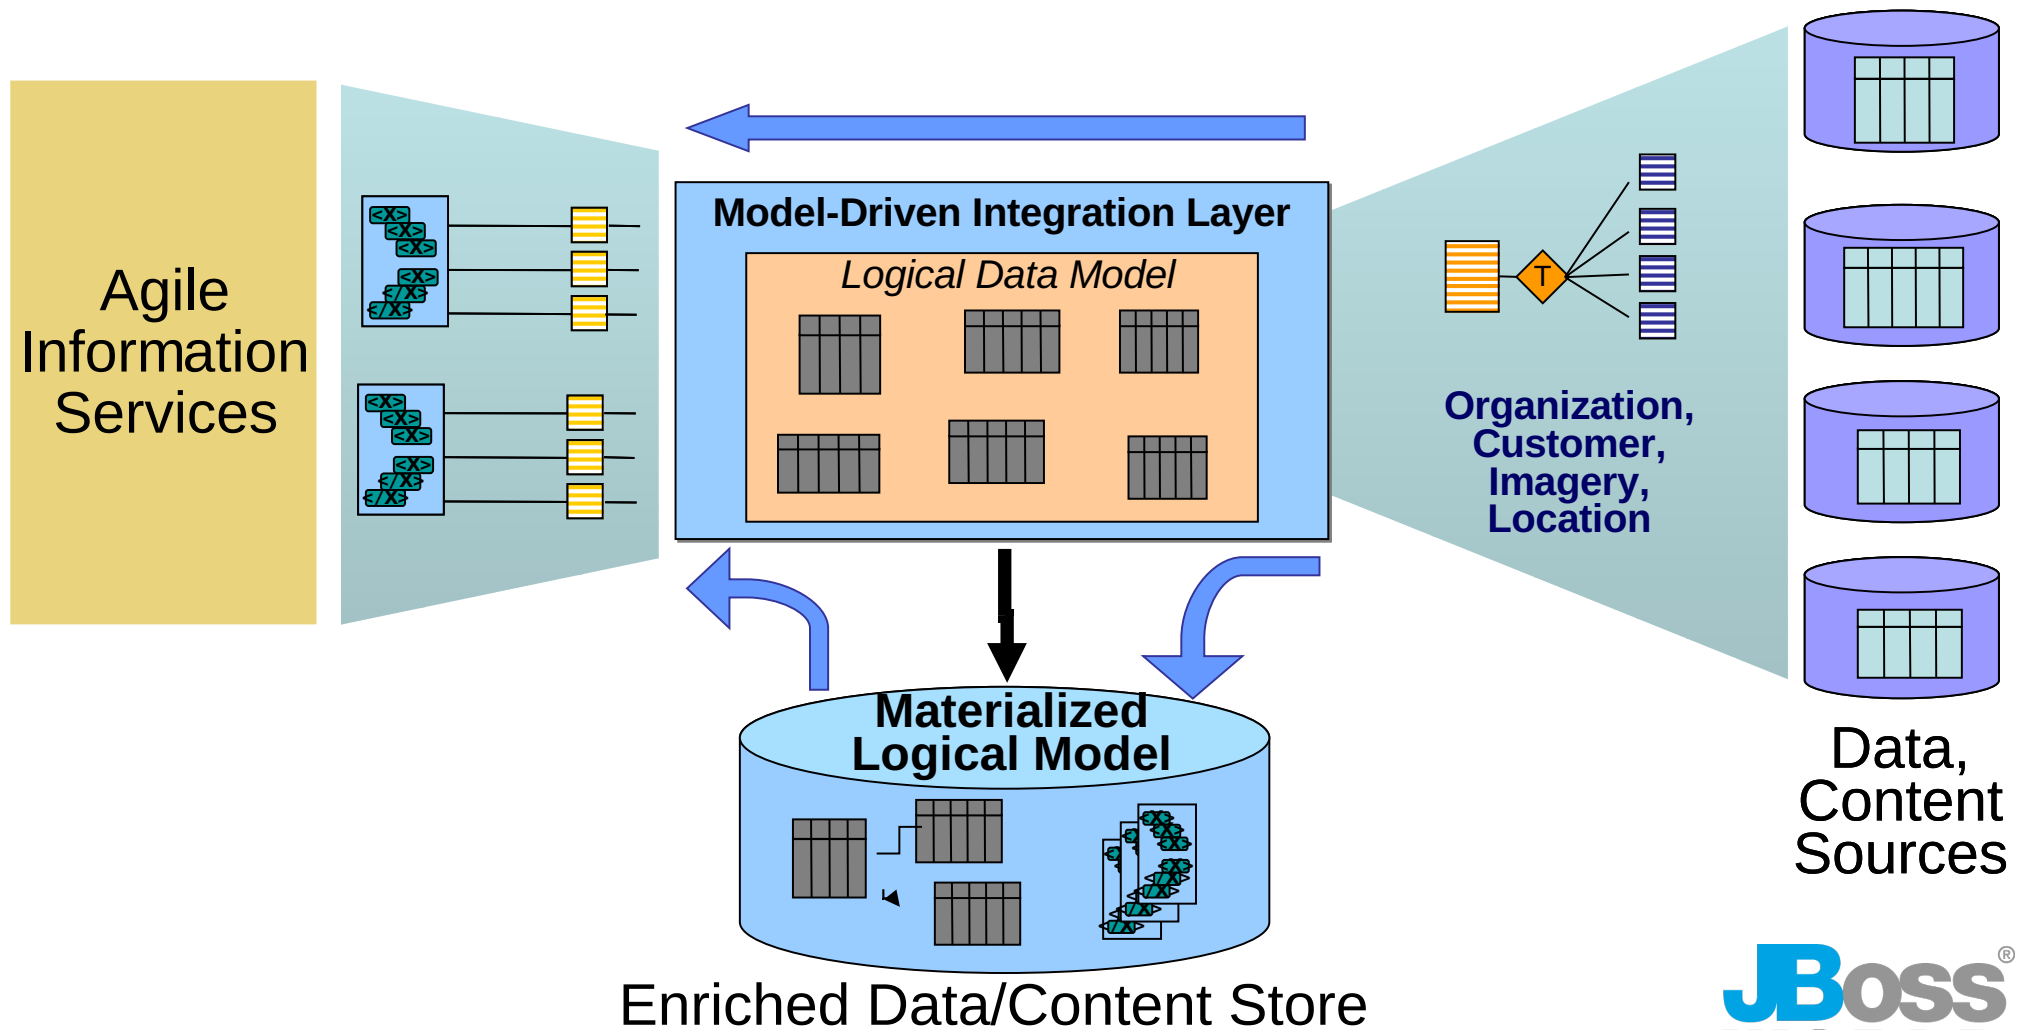 Agile
Information
Services
<X>
<X>
<X>
<X>
</X>
</X>
<X>
<X>
<X>
<X>
</X>
</X>
Model-Driven Integration Layer
Logical Data Model
T
Organization,
Customer,
Imagery,
Location
Data,
Content
Sources
Materialized
Logical Model
<X>
<X>
<X>
<X>
</X>
</X>
</X>
</X>
Enriched Data/Content Store
JBoss®